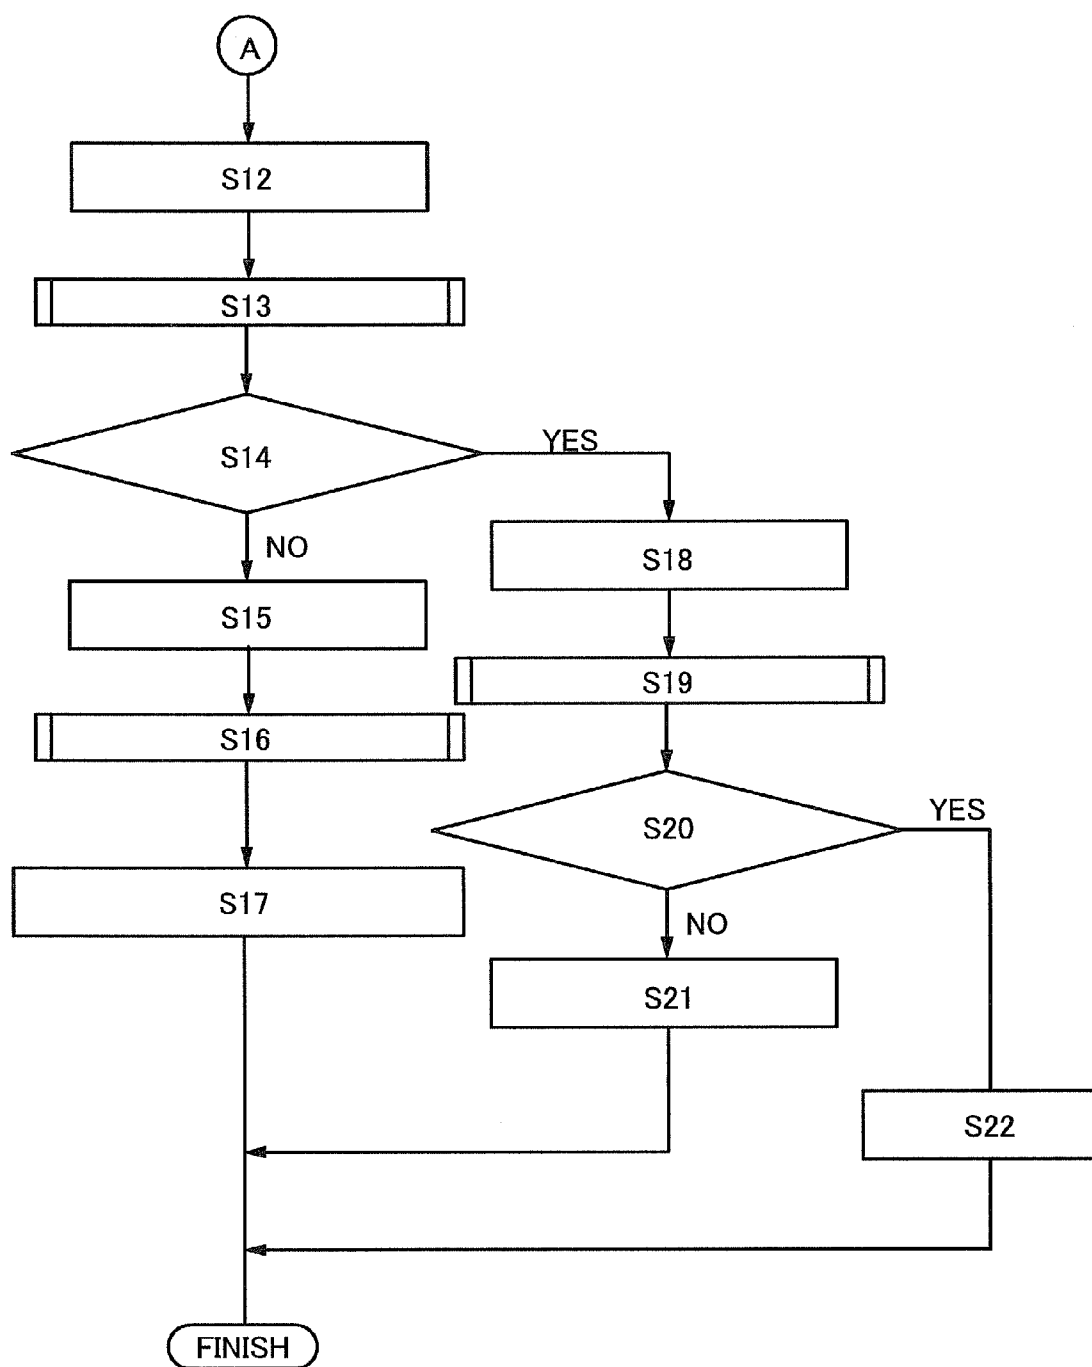 A
S12
S13
S14
YES
NO
S15
S16
S17
S18
S19
S20
YES
NO
S21
S22
FINISH